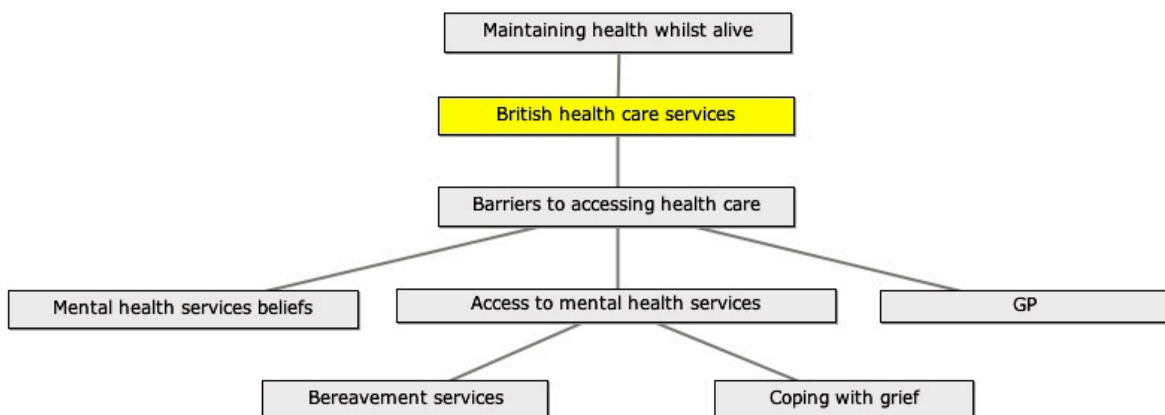 Maintaining health whilst alive
British health care services
Barriers to accessing health care
Mental health services beliefs
Access to mental health services
GP
Bereavement services
Coping with grief